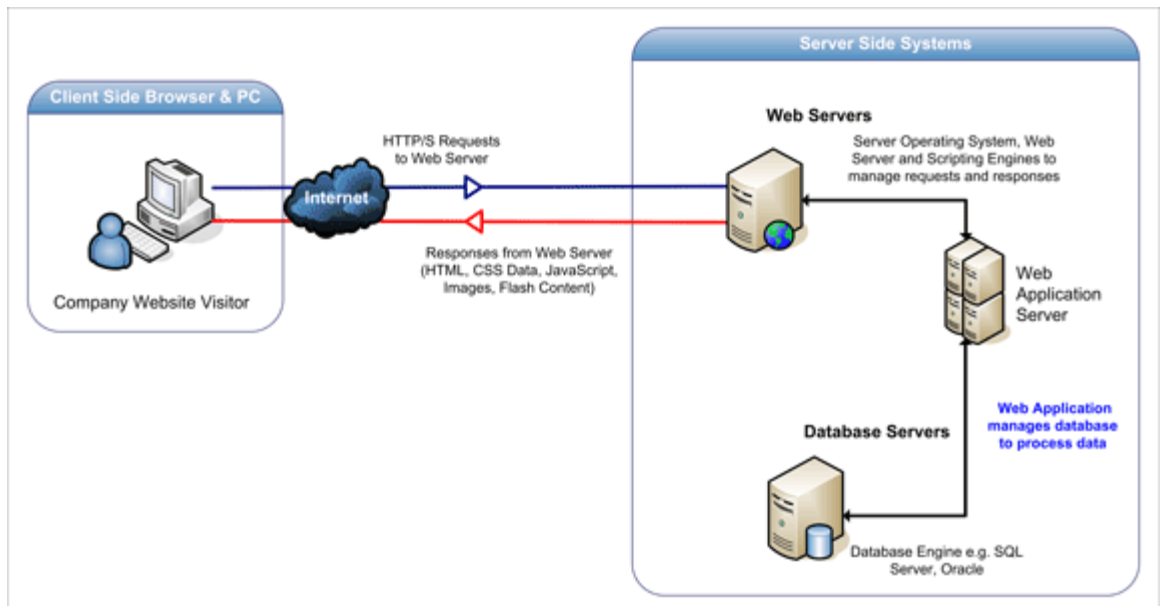 Server Side Systems
Client Side Browser & PC
Web Servers
HTTP/S Requests
to Web Server
Server Operating System, Web
Server and Scripting Engines to
manage requests and responses
Internet
Responses from Web Server
(HTML, CSS Data, JavaScript,
Images, Flash Content)
Company Website Visitor
Web
Application
Server
Web Application
manages database
to process data
Database Servers
Database Engine e.g. SQL
Server, Oracle